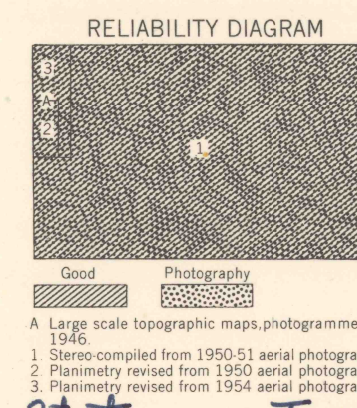 RELIABILITY DIAGRAM
3
A
2
1
Good Photography
A Large scale topographic maps, photogramme
1946.
1. Stereo-compiled from 1950-51 aerial photogra
2. Planimetry revised from 1950 aerial photogra
3. Planimetry revised from 1954 aerial photogra